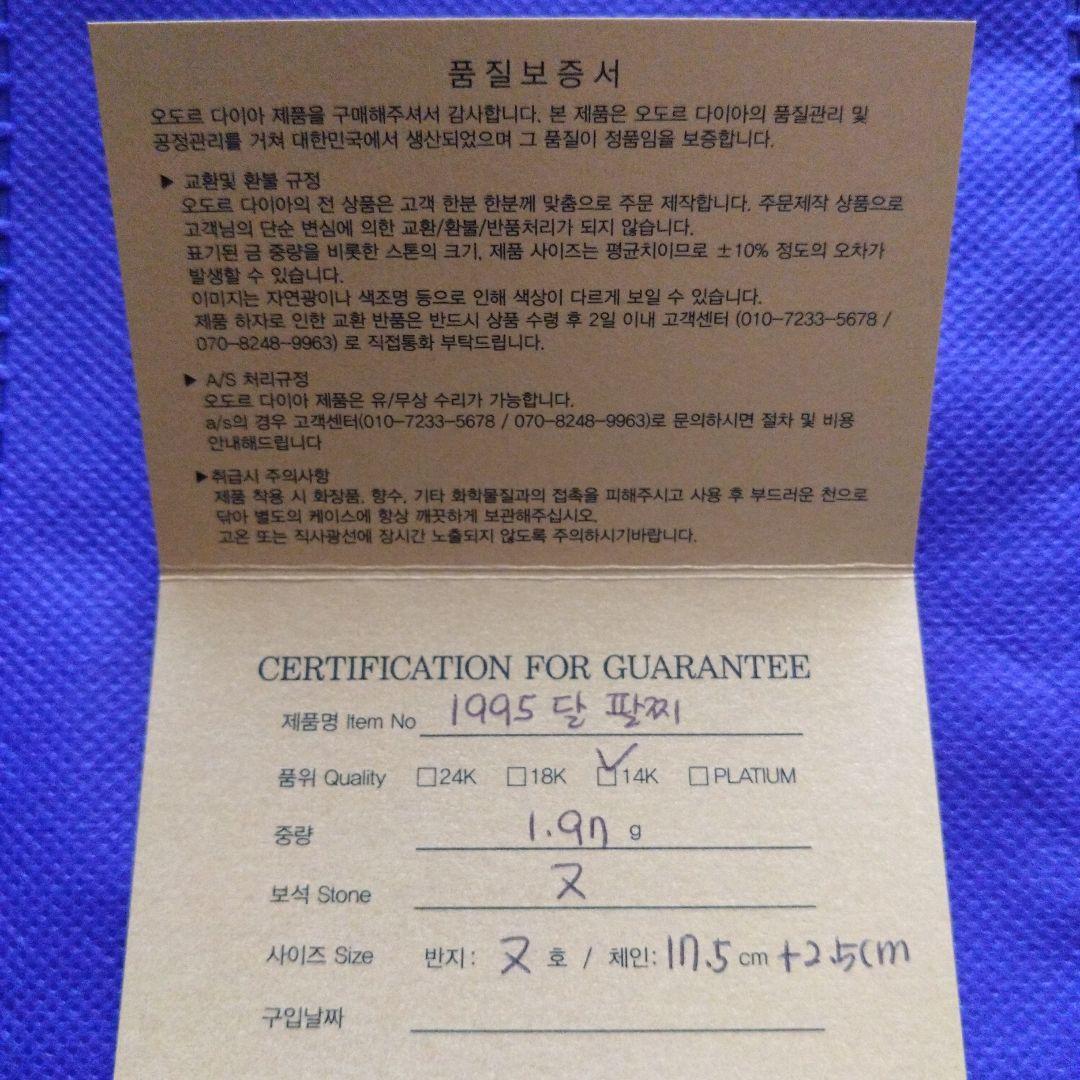 품질보증서
오도르 다이아 제품을 구매해주셔서 감사합니다. 본 제품은 오도르 다이아의 품질관리 및
공정관리를 거쳐 대한민국에서 생산되었으며 그 품질이 정품임을 보증합니다.
▶ 교환및 환불 규정
오도르 다이아의 전 상품은 고객 한분 한분께 맞춤으로 주문 제작합니다. 주문제작 상품으로
고객님의 단순 변심에 의한 교환/환불/반품처리가 되지 않습니다.
표기된 금 중량을 비롯한 스톤의 크기, 제품 사이즈는 평균치이므로 ±10% 정도의 오차가
발생할 수 있습니다.
이미지는 자연광이나 색조명 등으로 인해 색상이 다르게 보일 수 있습니다.
제품 하자로 인한 교환 반품은 반드시 상품 수령 후 2일 이내 고객센터 (010-7233-5678 /
070-8248-9963) 로 직접통화 부탁드립니다.
▶ A/S 처리규정
오도르 다이아 제품은 유/무상 수리가 가능합니다.
a/s의 경우 고객센터(010-7233-5678 / 070-8248-9963)로 문의하시면 절차 및 비용
안내해드립니다
▶취급시 주의사항
제품 착용 시 화장품, 향수, 기타 화학물질과의 접촉을 피해주시고 사용 후 부드러운 천으로
닦아 별도의 케이스에 항상 깨끗하게 보관해주십시오.
고온 또는 직사광선에 장시간 노출되지 않도록 주의하시기바랍니다.
CERTIFICATION FOR GUARANTEE
제품명 Item No 1995 달 팔찌
품위 Quality □24K □18K ☑14K □PLATIUM
중량 1.97 g
보석 Stone X
사이즈 Size 반지: X 호 / 체인: 17.5 cm +2.5cm
구입날짜